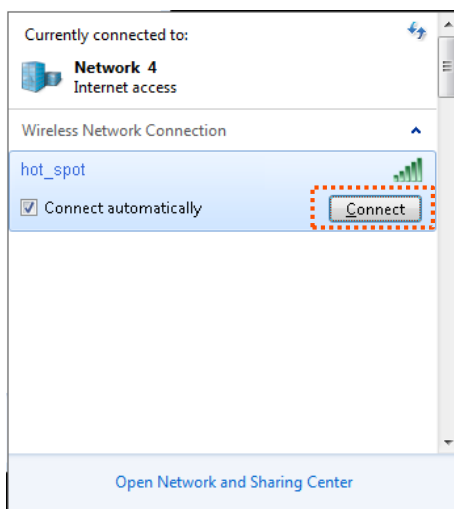 Currently connected to:
Network 4
Internet access
Wireless Network Connection
hot_spot
Connect automatically
Connect
Open Network and Sharing Center